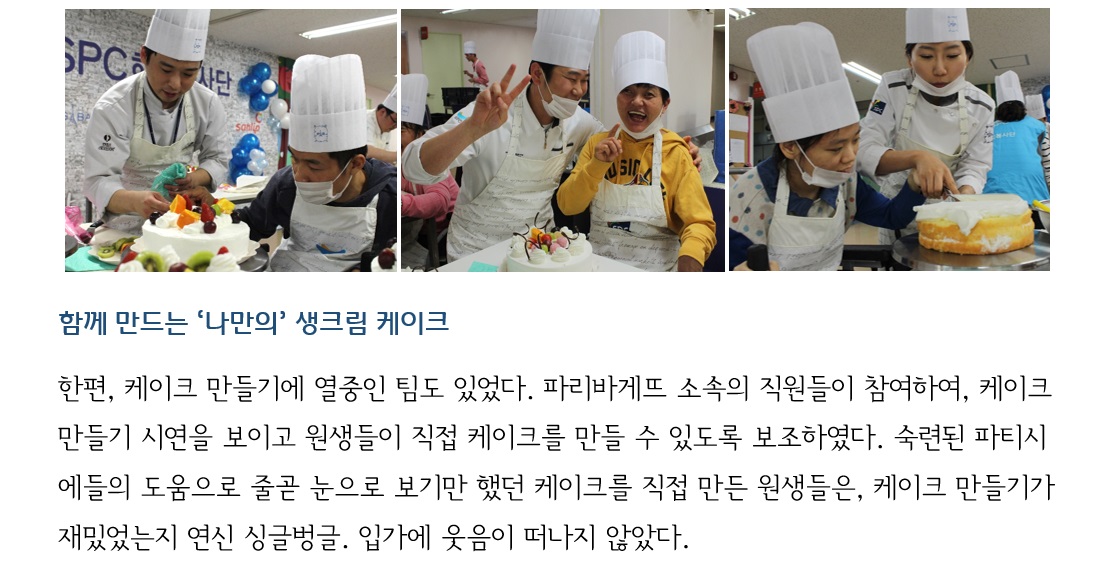 SPC
사단
함께 만드는 ‘나만의’ 생크림 케이크
한편, 케이크 만들기에 열중인 팀도 있었다. 파리바게뜨 소속의 직원들이 참여하여, 케이크
만들기 시연을 보이고 원생들이 직접 케이크를 만들 수 있도록 보조하였다. 숙련된 파티시
에들의 도움으로 줄곧 눈으로 보기만 했던 케이크를 직접 만든 원생들은, 케이크 만들기가
재밌었는지 연신 싱글벙글. 입가에 웃음이 떠나지 않았다.